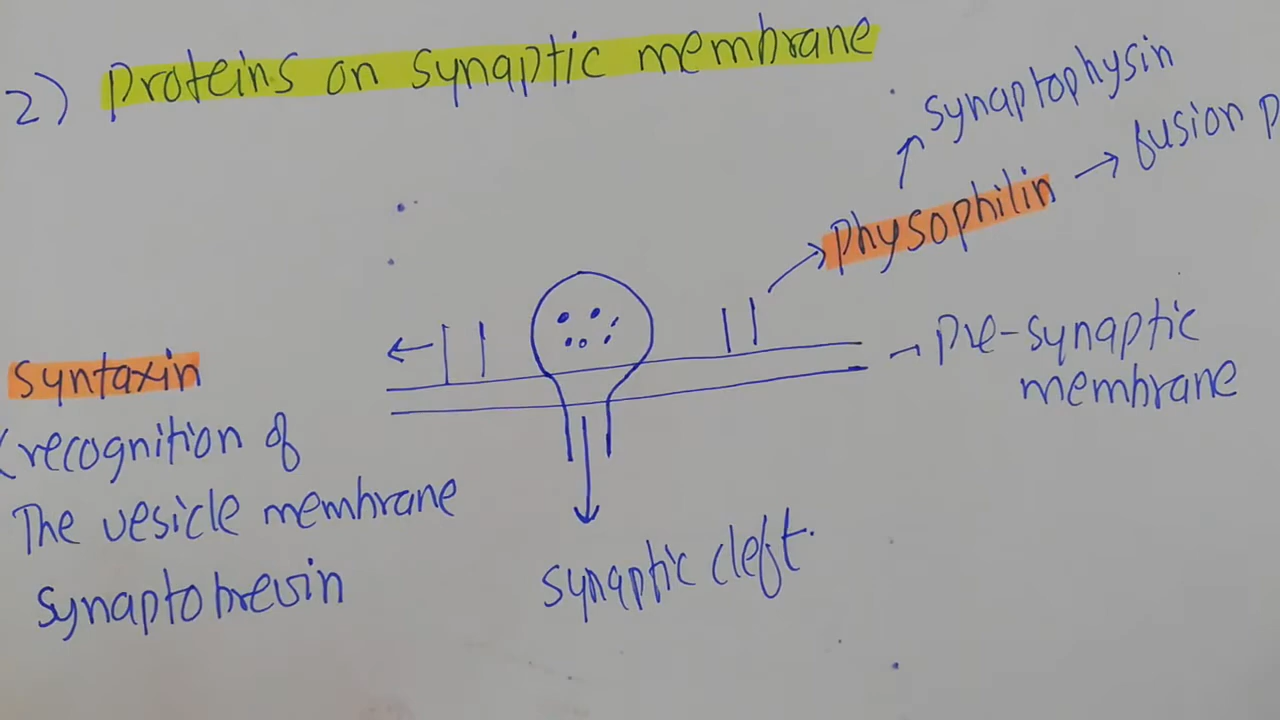 2) Proteins on synaptic membrane
synaptophysin
Physophilin → fusion p
Pre-synaptic
membrane
syntaxin
(recognition of
The vesicle membrane
synaptobrevin
synaptic cleft.